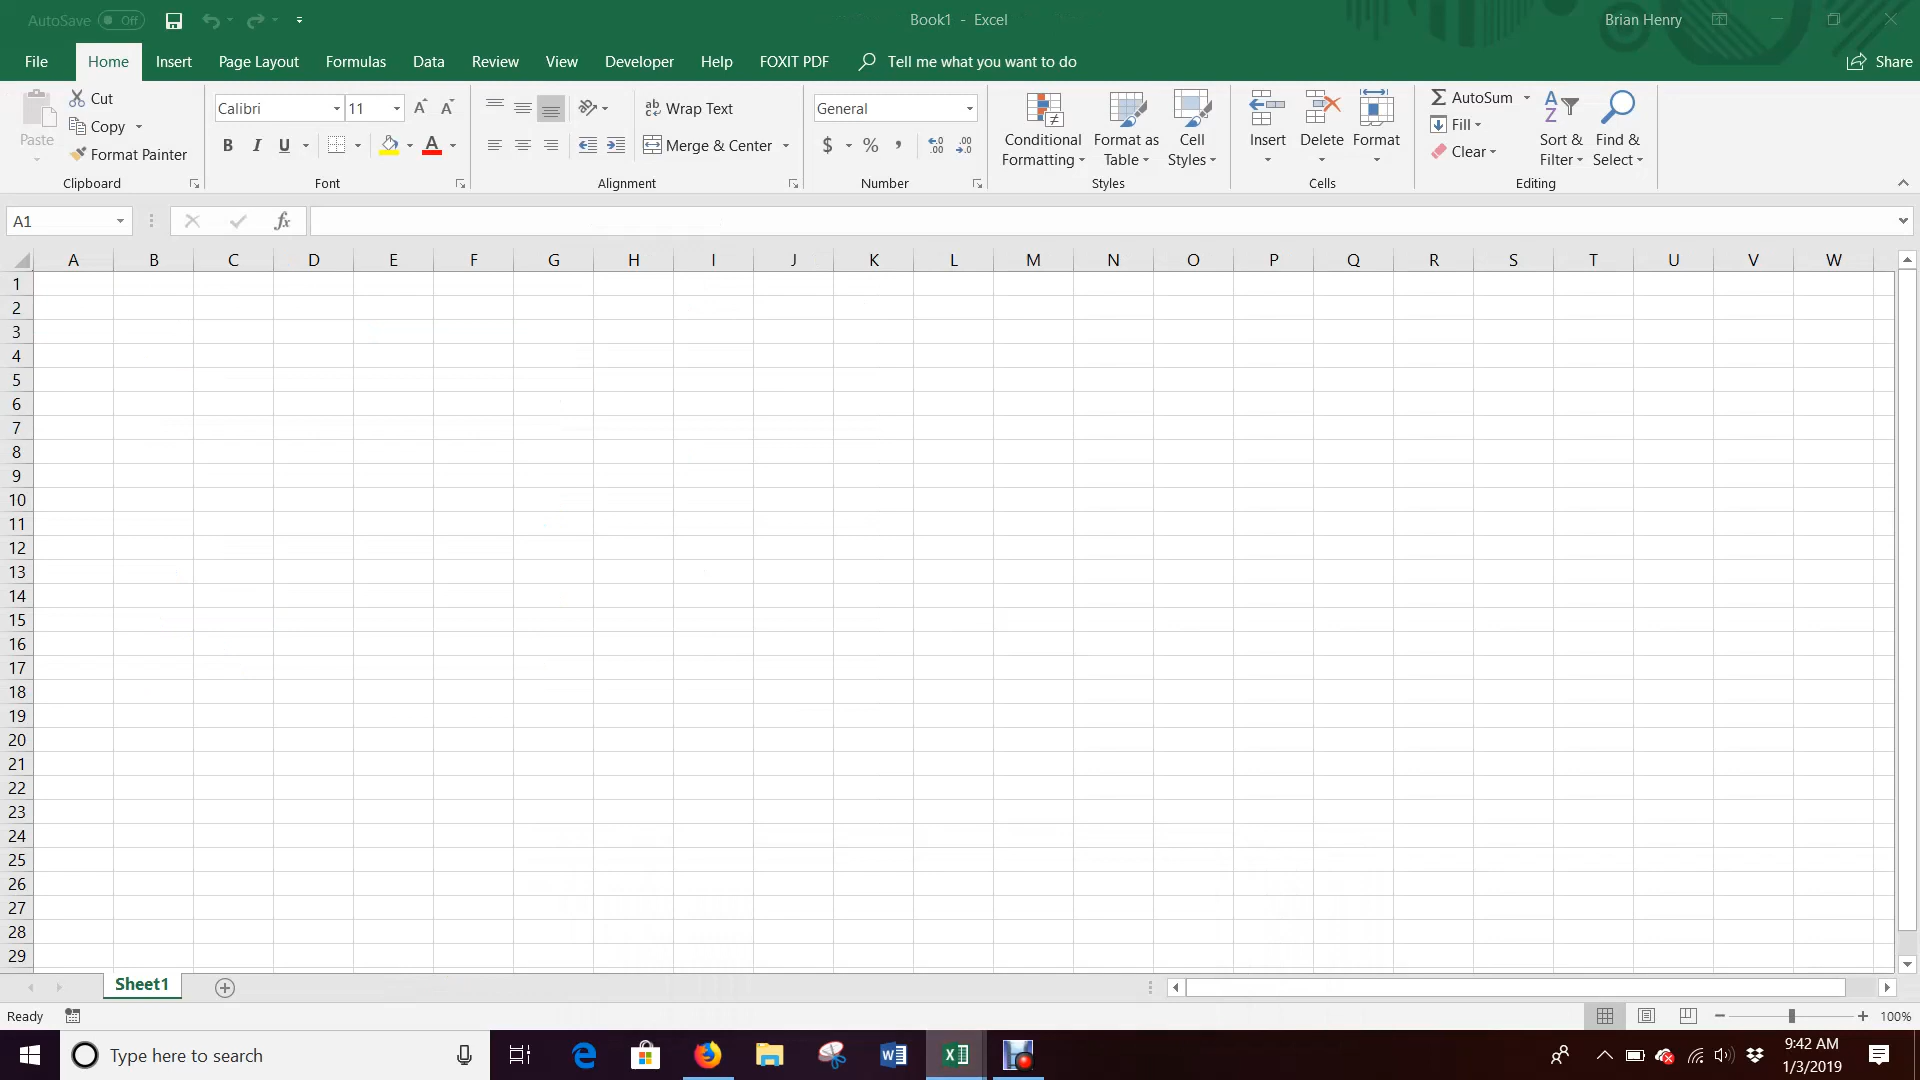 AutoSave Off
Book1 - Excel
Brian Henry
File Home Insert Page Layout Formulas Data Review View Developer Help FOXIT PDF Tell me what you want to do Share
Paste
Cut
Copy
Format Painter
Clipboard
Calibri 11
B I U A
Font
Wrap Text
Merge & Center
Alignment
General
$ % ,
Number
Conditional Formatting
Format as Table
Cell Styles
Styles
Insert
Delete
Format
Cells
AutoSum
Fill
Clear
Sort & Filter
Find & Select
Editing
A1 fx
A B C D E F G H I J K L M N O P Q R S T U V W
1
2
3
4
5
6
7
8
9
10
11
12
13
14
15
16
17
18
19
20
21
22
23
24
25
26
27
28
29
Sheet1
Ready
100%
Type here to search
9:42 AM
1/3/2019